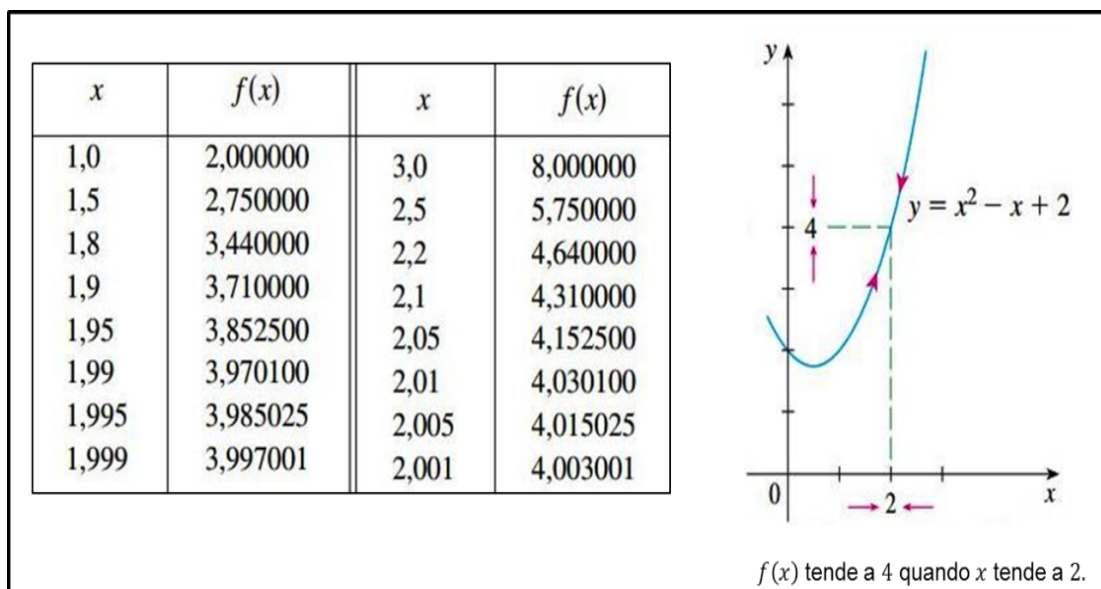 x f(x) x f(x)
1,0 2,000000 3,0 8,000000
1,5 2,750000 2,5 5,750000
1,8 3,440000 2,2 4,640000
1,9 3,710000 2,1 4,310000
1,95 3,852500 2,05 4,152500
1,99 3,970100 2,01 4,030100
1,995 3,985025 2,005 4,015025
1,999 3,997001 2,001 4,003001
y
4
y = x² – x + 2
0
2
x
f(x) tende a 4 quando x tende a 2.